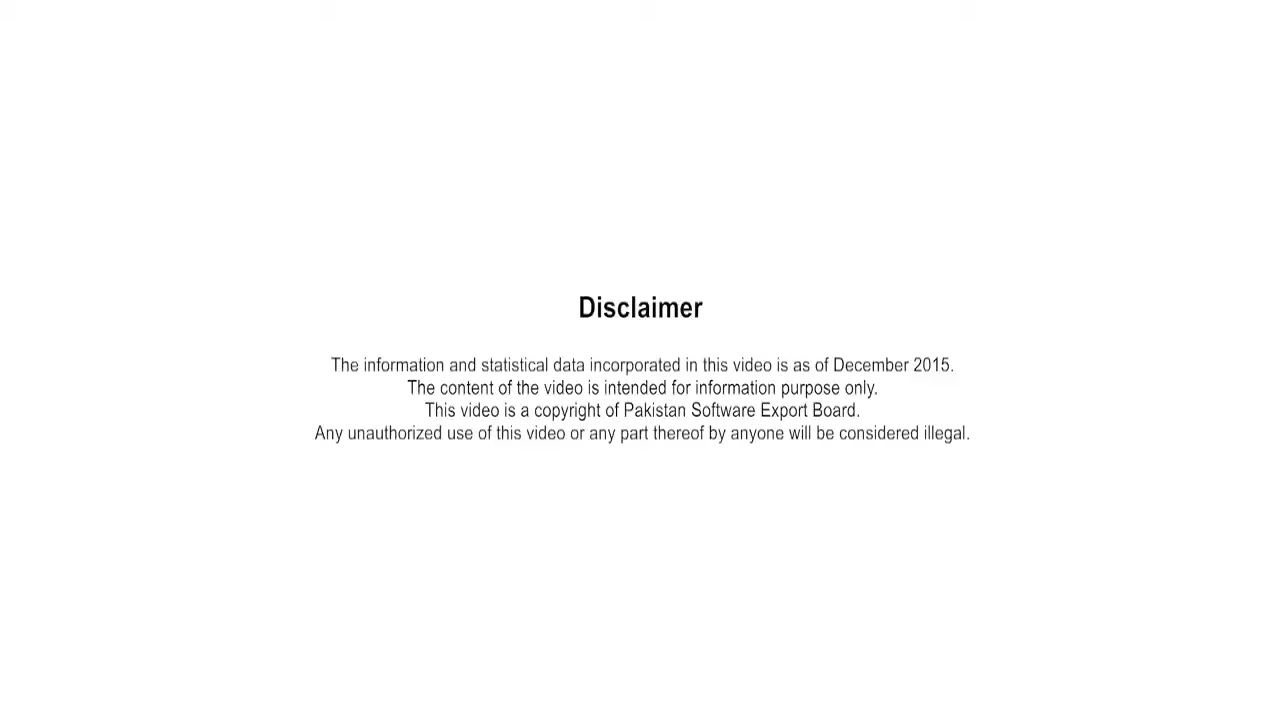 Disclaimer
The information and statistical data incorporated in this video is as of December 2015.
The content of the video is intended for information purpose only.
This video is a copyright of Pakistan Software Export Board.
Any unauthorized use of this video or any part thereof by anyone will be considered illegal.